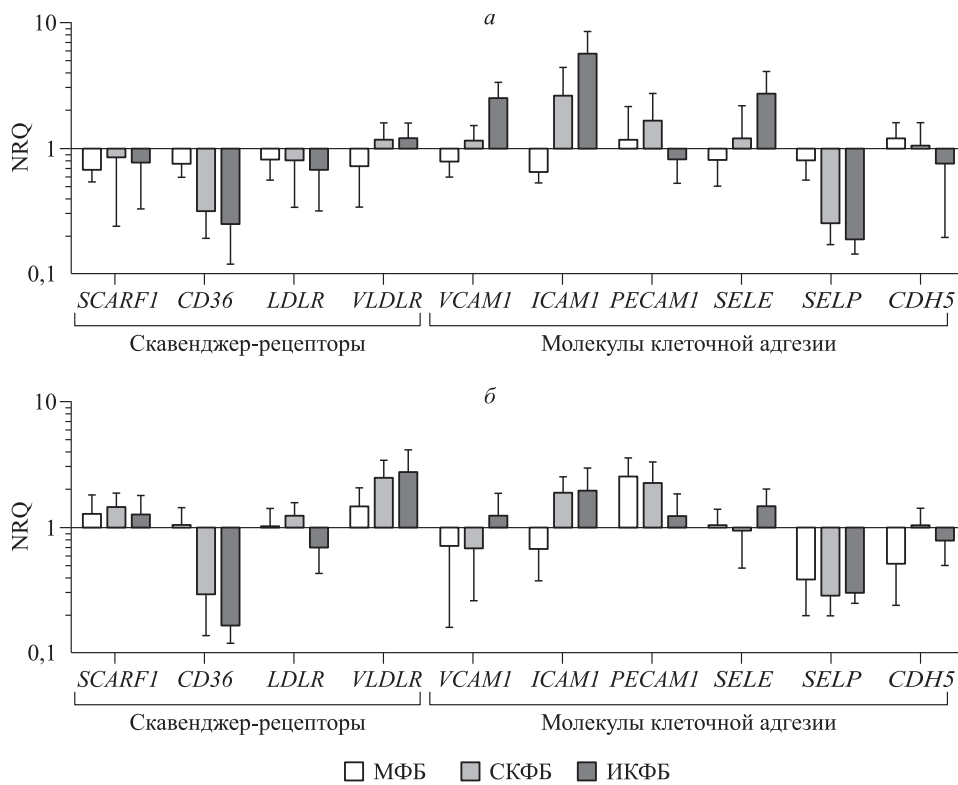 а
10
1
0,1
NRQ
SCARF1 CD36 LDLR VLDLR VCAM1 ICAM1 PECAM1 SELE SELP CDH5
Скавенджер-рецепторы Молекулы клеточной адгезии
б
10
1
0,1
NRQ
SCARF1 CD36 LDLR VLDLR VCAM1 ICAM1 PECAM1 SELE SELP CDH5
Скавенджер-рецепторы Молекулы клеточной адгезии
МФБ СКФБ ИКФБ